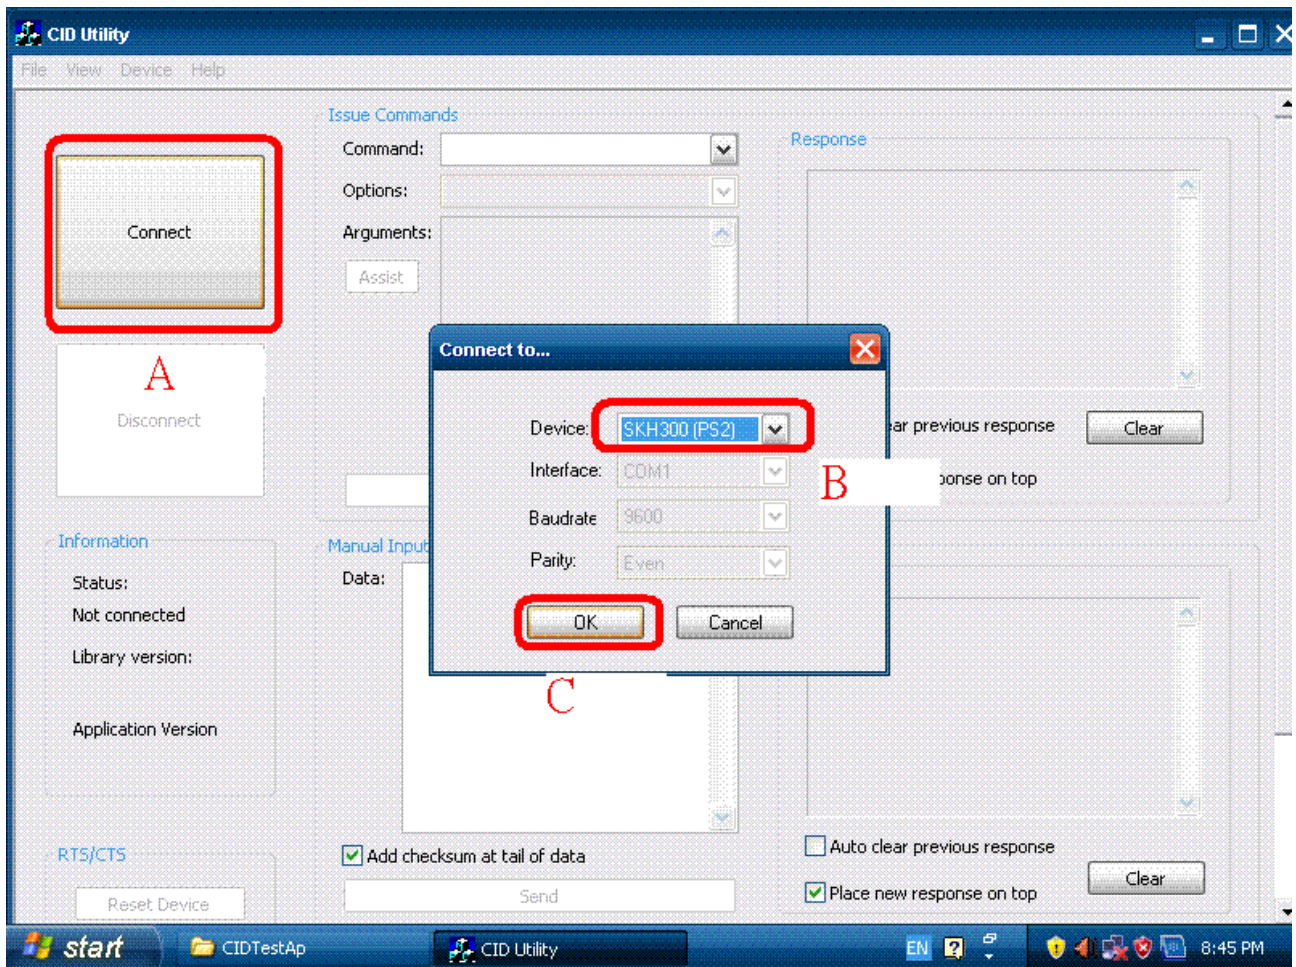 CID Utility
File View Device Help
Issue Commands
Command:
Options:
Arguments:
Assist
Response
Connect
A
Disconnect
Connect to...
Device: SKH300 (PS2)
Interface: COM1
Baudrate 9600
Parity: Even
OK Cancel
B
C
ear previous response
Clear
ponse on top
Information
Status:
Not connected
Library version:
Application Version
Manual Input
Data:
Add checksum at tail of data
Send
Auto clear previous response
Place new response on top
Clear
RTS/CTS
Reset Device
start
CIDTestAp
CID Utility
EN
8:45 PM